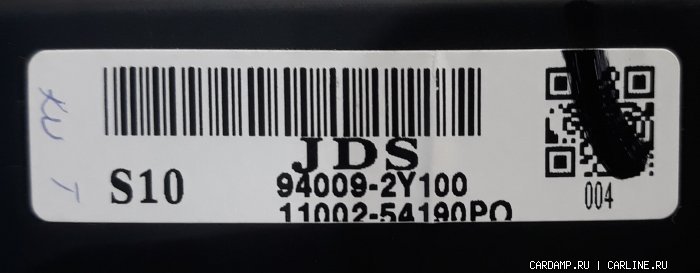 JDS
S10
94009-2Y100
11002-54190PO
004
CARDAMP.RU | CARLINE.RU